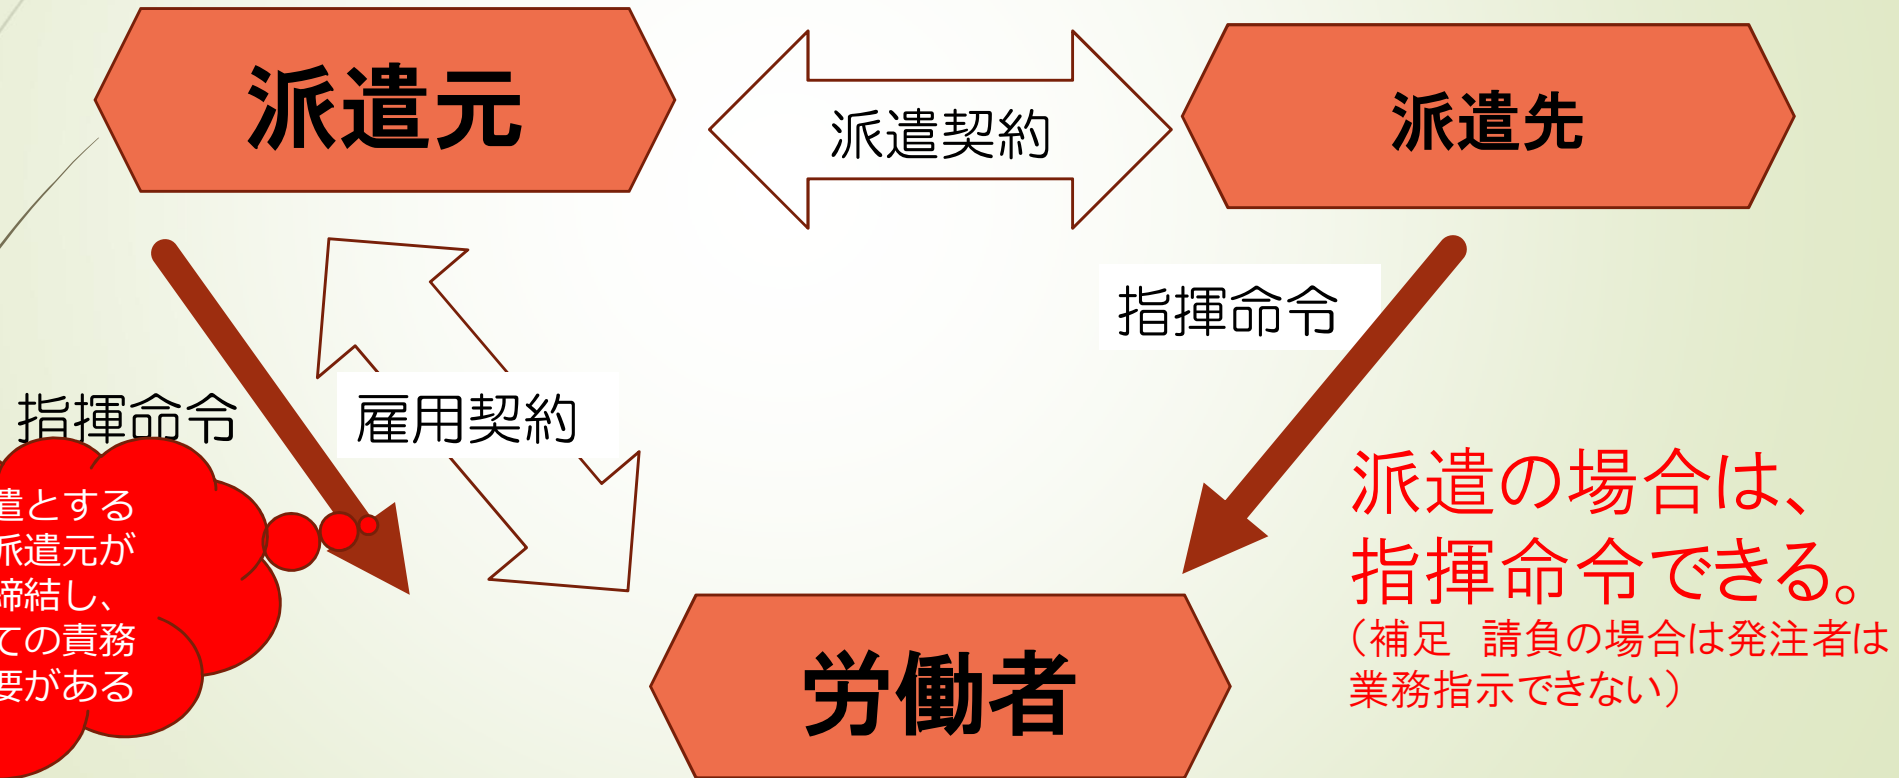 派遣元
派遣契約
派遣先
指揮命令
指揮命令
雇用契約
遣とする
派遣元が
締結し、
ての責務
要がある
派遣の場合は、
指揮命令できる。
（補足　請負の場合は発注者は
業務指示できない）
労働者